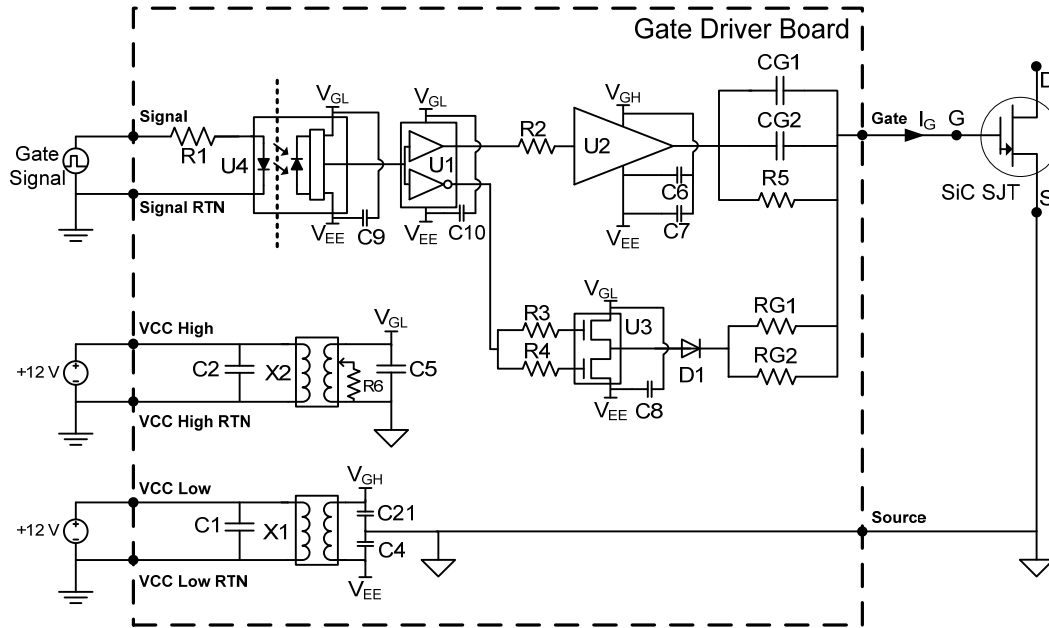 Gate Driver Board
CG1
CG2
R5
Signal
R1
Gate
Signal
Signal RTN
U4
VGL
VEE
C9
VGL
U1
VEE
C10
R2
VGH
U2
C6
C7
VEE
Gate
IG
G
D
SiC SJT
S
VCC High
+12 V
C2
X2
R6
VGL
C5
VCC High RTN
R3
R4
VGL
U3
VEE
C8
D1
RG1
RG2
VCC Low
+12 V
C1
X1
VGH
C21
C4
VEE
VCC Low RTN
Source